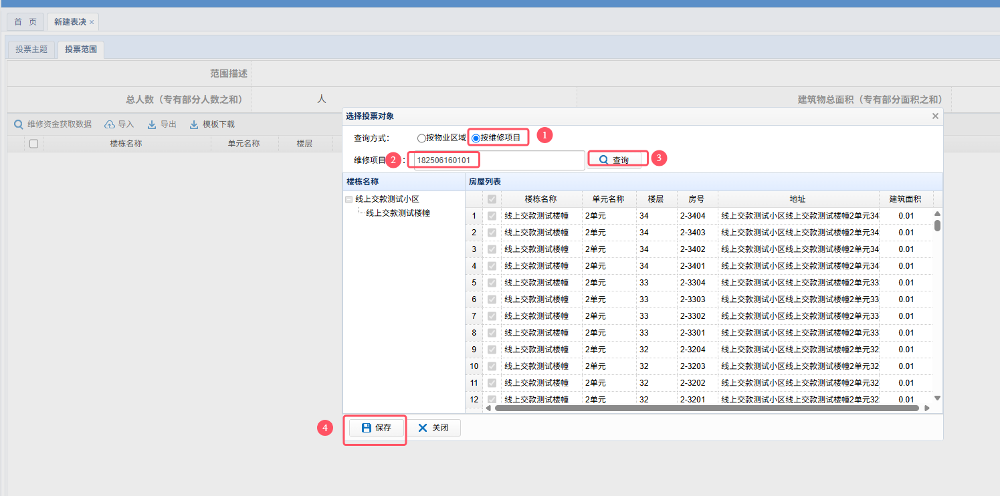 首 页 新建表决 ×
投票主题 投票范围
范围描述
总人数（专有部分人数之和） 人 建筑物总面积（专有部分面积之和）
维修资金获取数据 导入 导出 模板下载
楼栋名称 单元名称 楼层
选择投票对象
查询方式： 按物业区域 按维修项目 1
维修项目 2 ： 182506160101 查询 3
楼栋名称 房屋列表
线上交款测试小区
线上交款测试楼幢
楼栋名称 单元名称 楼层 房号 地址 建筑面积
1 线上交款测试楼幢 2单元 34 2-3404 线上交款测试小区线上交款测试楼幢2单元34 0.01
2 线上交款测试楼幢 2单元 34 2-3403 线上交款测试小区线上交款测试楼幢2单元34 0.01
3 线上交款测试楼幢 2单元 34 2-3402 线上交款测试小区线上交款测试楼幢2单元34 0.01
4 线上交款测试楼幢 2单元 34 2-3401 线上交款测试小区线上交款测试楼幢2单元34 0.01
5 线上交款测试楼幢 2单元 33 2-3304 线上交款测试小区线上交款测试楼幢2单元33 0.01
6 线上交款测试楼幢 2单元 33 2-3303 线上交款测试小区线上交款测试楼幢2单元33 0.01
7 线上交款测试楼幢 2单元 33 2-3302 线上交款测试小区线上交款测试楼幢2单元33 0.01
8 线上交款测试楼幢 2单元 33 2-3301 线上交款测试小区线上交款测试楼幢2单元33 0.01
9 线上交款测试楼幢 2单元 32 2-3204 线上交款测试小区线上交款测试楼幢2单元32 0.01
10 线上交款测试楼幢 2单元 32 2-3203 线上交款测试小区线上交款测试楼幢2单元32 0.01
11 线上交款测试楼幢 2单元 32 2-3202 线上交款测试小区线上交款测试楼幢2单元32 0.01
12 线上交款测试楼幢 2单元 32 2-3201 线上交款测试小区线上交款测试楼幢2单元32 0.01
4 保存 关闭